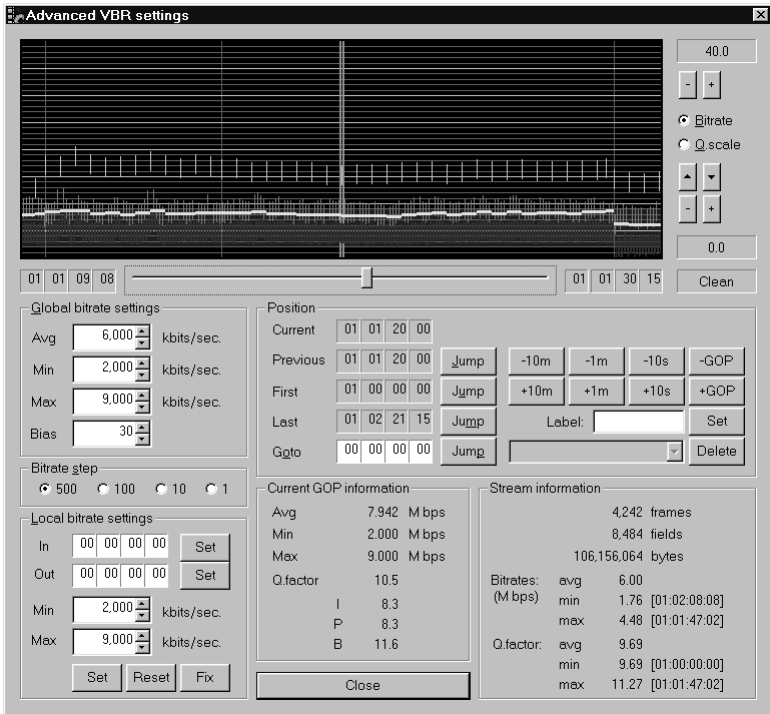 Advanced VBR settings
40.0
- +
Bitrate
Q.scale
- +
0.0
01 01 09 08
01 01 30 15
Clean
Global bitrate settings
Avg 6,000 kbits/sec.
Min 2,000 kbits/sec.
Max 9,000 kbits/sec.
Bias 30
Bitrate step
500 100 10 1
Local bitrate settings
In 00 00 00 00 Set
Out 00 00 00 00 Set
Min 2,000 kbits/sec.
Max 9,000 kbits/sec.
Set Reset Fix
Position
Current 01 01 20 00
Previous 01 01 20 00 Jump -10m -1m -10s -GOP
First 01 00 00 00 Jump +10m +1m +10s +GOP
Last 01 02 21 15 Jump Label: Set
Goto 00 00 00 00 Jump Delete
Current GOP information
Avg 7.942 M bps
Min 2.000 M bps
Max 9.000 M bps
Q.factor 10.5
I 8.3
P 8.3
B 11.6
Close
Stream information
4,242 frames
8,484 fields
106,156,064 bytes
Bitrates: avg 6.00
(M bps) min 1.76 [01:02:08:08]
max 4.48 [01:01:47:02]
Q.factor: avg 9.69
min 9.69 [01:00:00:00]
max 11.27 [01:01:47:02]